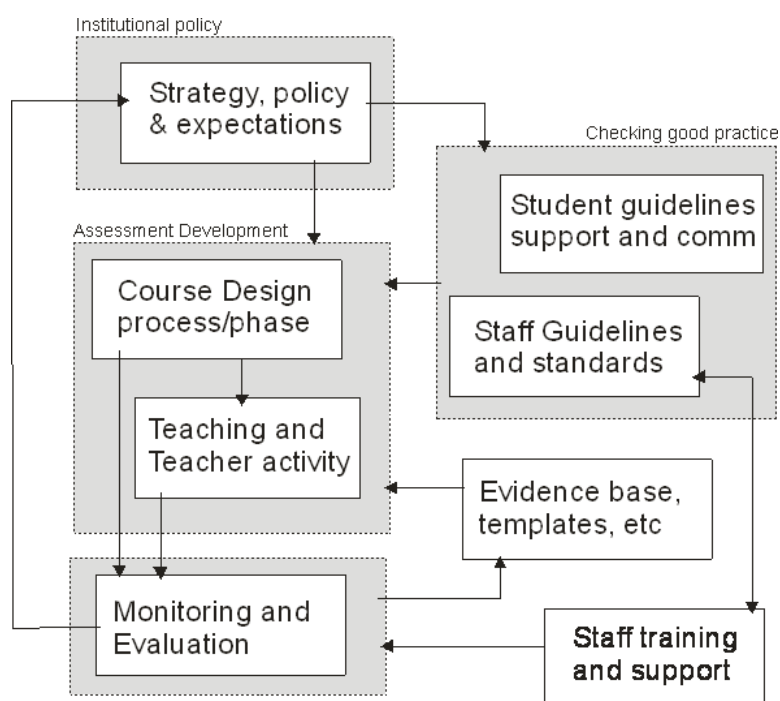 Institutional policy
Strategy, policy
& expectations
Checking good practice
Student guidelines
support and comm
Assessment Development
Course Design
process/phase
Staff Guidelines
and standards
Teaching and
Teacher activity
Evidence base,
templates, etc
Monitoring and
Evaluation
Staff training
and support